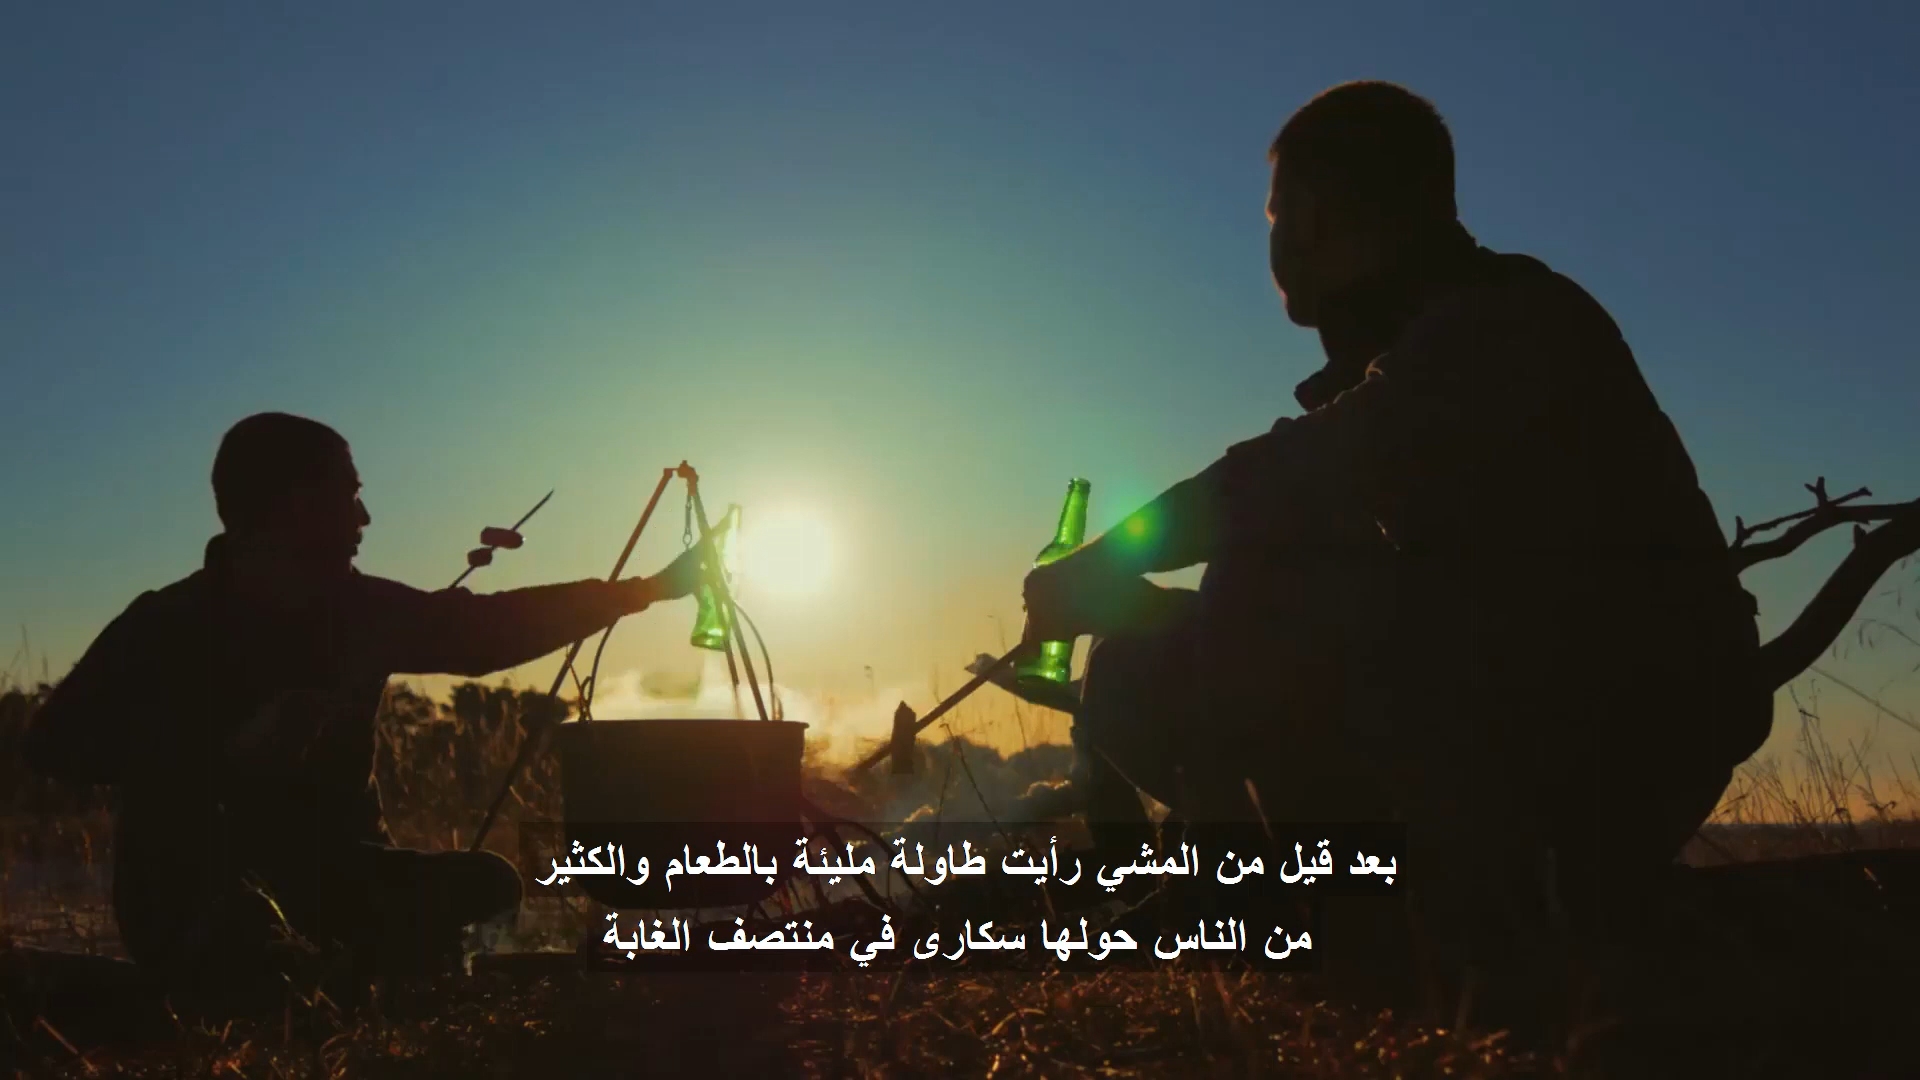 بعد قيل من المشي رأيت طاولة مليئة بالطعام والكثير
من الناس حولها سكارى في منتصف الغابة